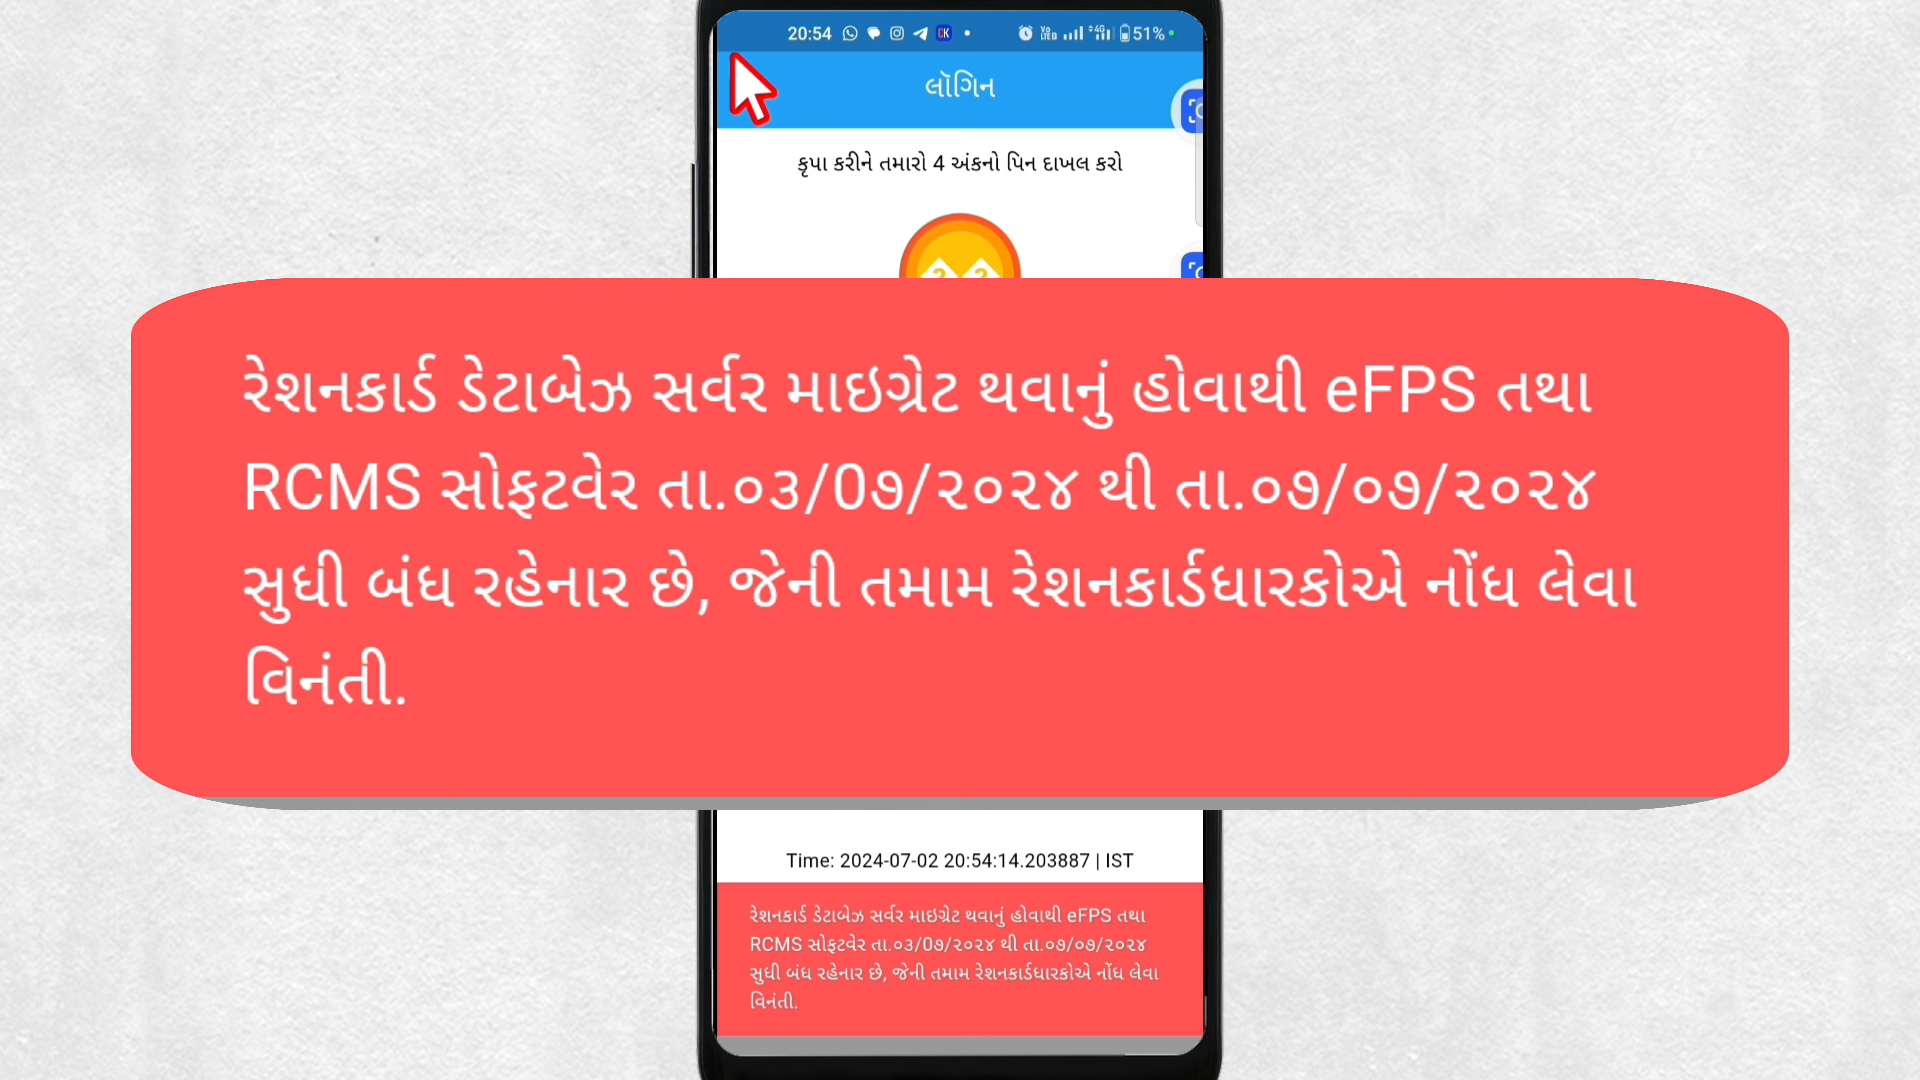 20:54 51%
લૉગિન
કૃપા કરીને તમારો 4 અંકનો પિન દાખલ કરો
રેશનકાર્ડ ડેટાબેઝ સર્વર માઇગ્રેટ થવાનું હોવાથી eFPS તથા
RCMS સોફટવેર તા.૦૩/0૭/૨૦૨૪ થી તા.૦૭/૦૭/૨૦૨૪
સુધી બંધ રહેનાર છે, જેની તમામ રેશનકાર્ડધારકોએ નોંધ લેવા
વિનંતી.
Time: 2024-07-02 20:54:14.203887 | IST
રેશનકાર્ડ ડેટાબેઝ સર્વર માઇગ્રેટ થવાનું હોવાથી eFPS તથા
RCMS સોફટવેર તા.૦૩/0૭/૨૦૨૪ થી તા.૦૭/૦૭/૨૦૨૪
સુધી બંધ રહેનાર છે, જેની તમામ રેશનકાર્ડધારકોએ નોંધ લેવા
વિનંતી.